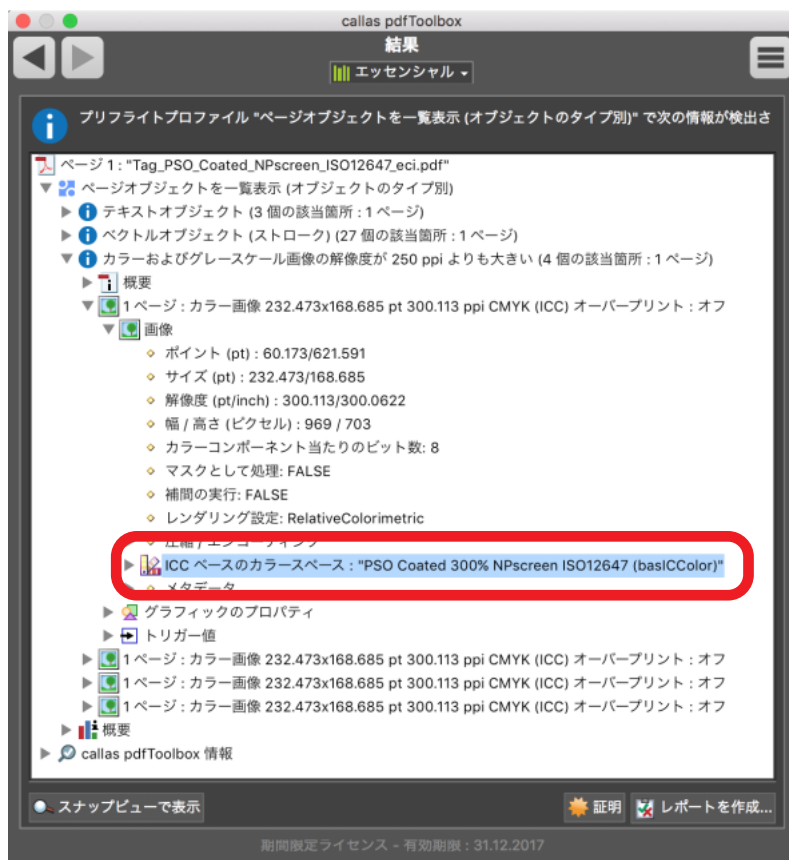 callas pdfToolbox
結果
エッセンシャル
プリフライトプロファイル "ページオブジェクトを一覧表示 (オブジェクトのタイプ別)" で次の情報が検出さ
ページ 1 : "Tag_PSO_Coated_NPscreen_ISO12647_eci.pdf"
ページオブジェクトを一覧表示 (オブジェクトのタイプ別)
テキストオブジェクト (3 個の該当箇所 : 1 ページ)
ベクトルオブジェクト (ストローク) (27 個の該当箇所 : 1 ページ)
カラーおよびグレースケール画像の解像度が 250 ppi よりも大きい (4 個の該当箇所 : 1 ページ)
概要
1 ページ : カラー画像 232.473x168.685 pt 300.113 ppi CMYK (ICC) オーバープリント : オフ
画像
ポイント (pt) : 60.173/621.591
サイズ (pt) : 232.473/168.685
解像度 (pt/inch) : 300.113/300.0622
幅 / 高さ (ピクセル) : 969 / 703
カラーコンポーネント当たりのビット数: 8
マスクとして処理: FALSE
補間の実行: FALSE
レンダリング設定: RelativeColorimetric
圧縮 / エンコーディング
ICC ベースのカラースペース : "PSO Coated 300% NPscreen ISO12647 (basICColor)"
メタデータ
グラフィックのプロパティ
トリガー値
1 ページ : カラー画像 232.473x168.685 pt 300.113 ppi CMYK (ICC) オーバープリント : オフ
1 ページ : カラー画像 232.473x168.685 pt 300.113 ppi CMYK (ICC) オーバープリント : オフ
1 ページ : カラー画像 232.473x168.685 pt 300.113 ppi CMYK (ICC) オーバープリント : オフ
概要
callas pdfToolbox 情報
スナップビューで表示
証明
レポートを作成...
期間限定ライセンス - 有効期限 : 31.12.2017